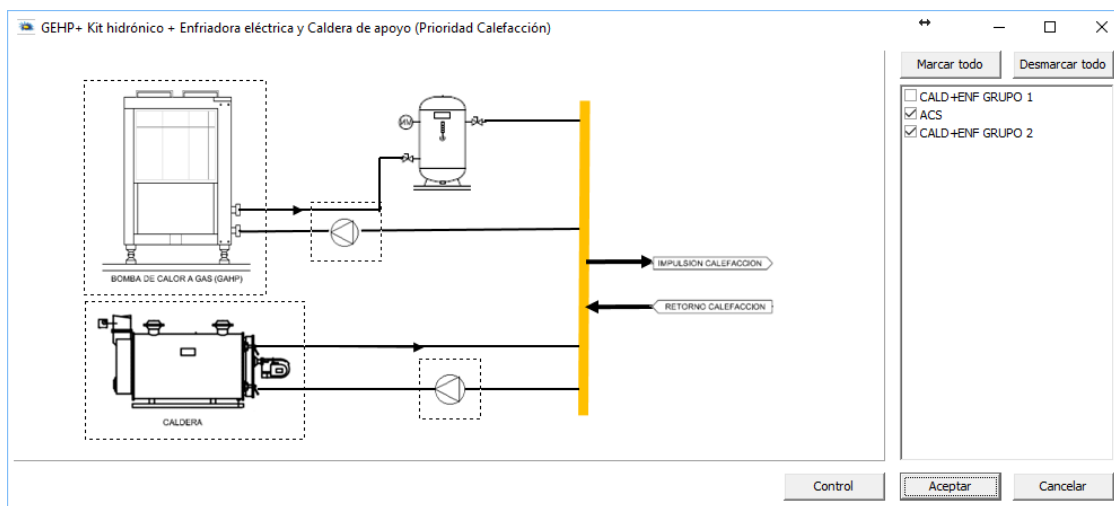 GEHP+ Kit hidrónico + Enfriadora eléctrica y Caldera de apoyo (Prioridad Calefacción)
Marcar todo
Desmarcar todo
CALD+ENF GRUPO 1
ACS
CALD+ENF GRUPO 2
BOMBA DE CALOR A GAS (GAHP)
IMPULSION CALEFACCION
RETORNO CALEFACCION
CALDERA
Control
Aceptar
Cancelar